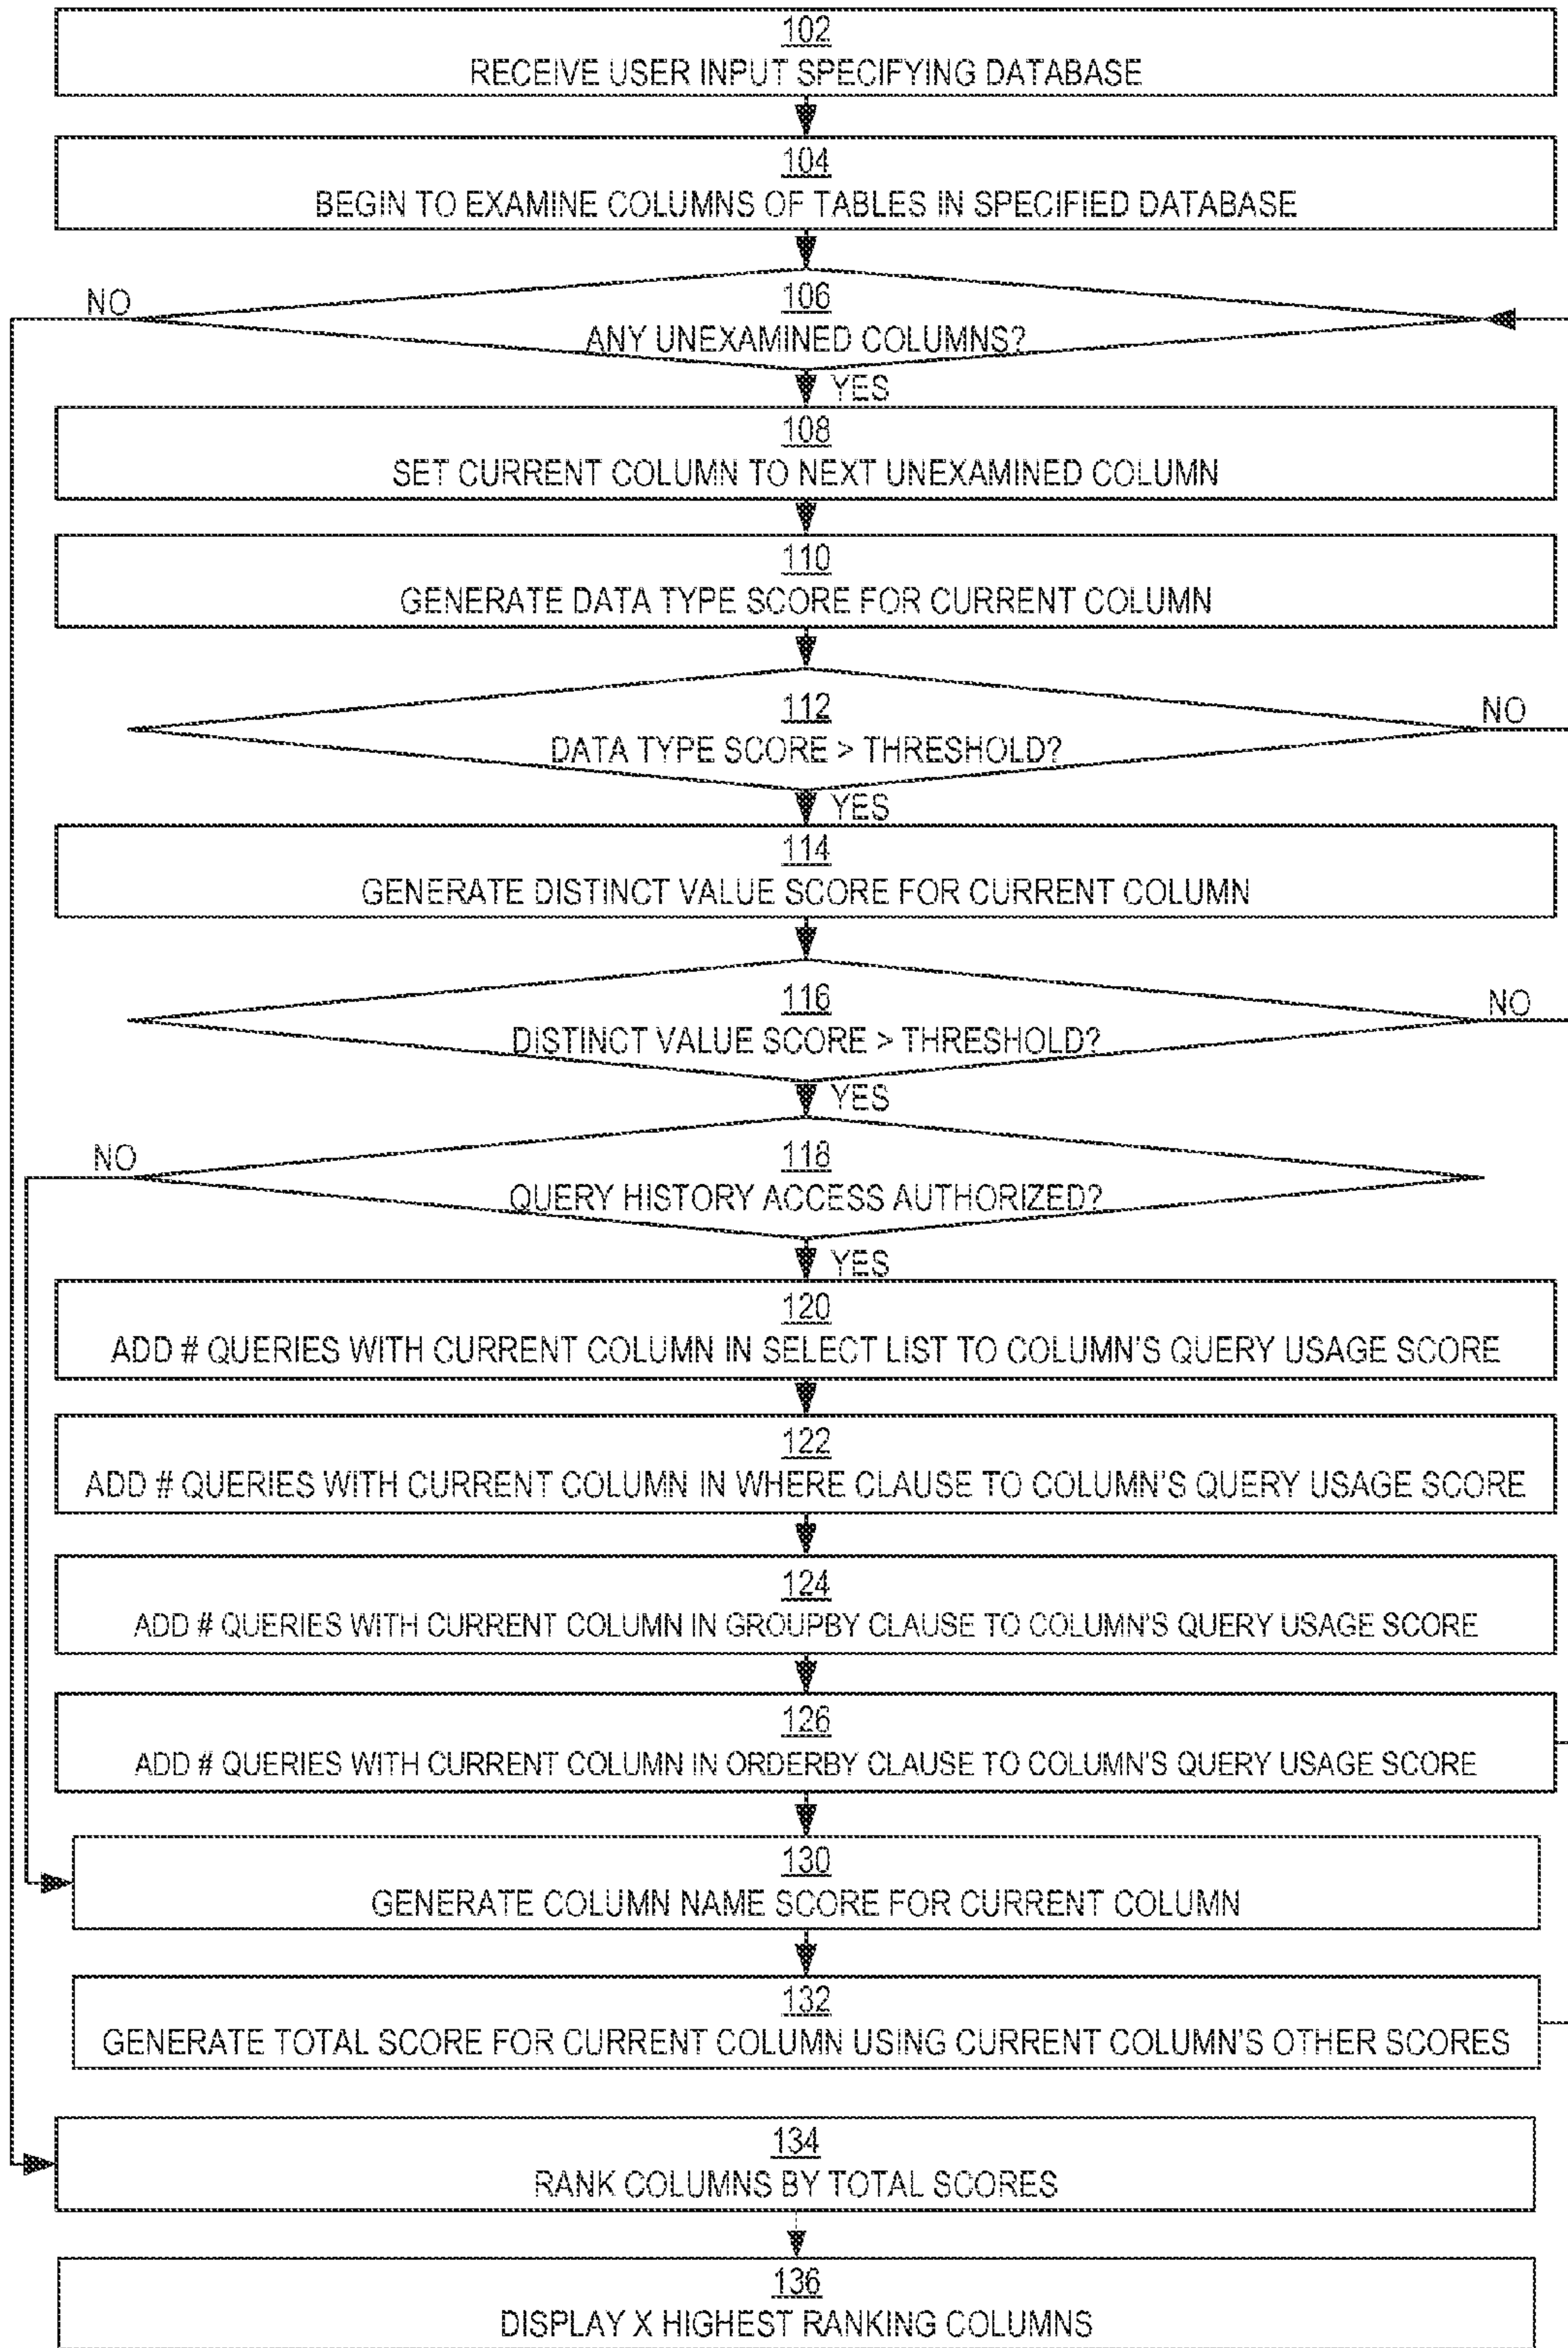 102
RECEIVE USER INPUT SPECIFYING DATABASE
104
BEGIN TO EXAMINE COLUMNS OF TABLES IN SPECIFIED DATABASE
NO
106
ANY UNEXAMINED COLUMNS?
YES
108
SET CURRENT COLUMN TO NEXT UNEXAMINED COLUMN
110
GENERATE DATA TYPE SCORE FOR CURRENT COLUMN
112
NO
DATA TYPE SCORE > THRESHOLD?
YES
114
GENERATE DISTINCT VALUE SCORE FOR CURRENT COLUMN
116
NO
DISTINCT VALUE SCORE > THRESHOLD?
YES
NO
118
QUERY HISTORY ACCESS AUTHORIZED?
YES
120
ADD # QUERIES WITH CURRENT COLUMN IN SELECT LIST TO COLUMN'S QUERY USAGE SCORE
122
ADD # QUERIES WITH CURRENT COLUMN IN WHERE CLAUSE TO COLUMN'S QUERY USAGE SCORE
124
ADD # QUERIES WITH CURRENT COLUMN IN GROUPBY CLAUSE TO COLUMN'S QUERY USAGE SCORE
126
ADD # QUERIES WITH CURRENT COLUMN IN ORDERBY CLAUSE TO COLUMN'S QUERY USAGE SCORE
130
GENERATE COLUMN NAME SCORE FOR CURRENT COLUMN
132
GENERATE TOTAL SCORE FOR CURRENT COLUMN USING CURRENT COLUMN'S OTHER SCORES
134
RANK COLUMNS BY TOTAL SCORES
136
DISPLAY X HIGHEST RANKING COLUMNS